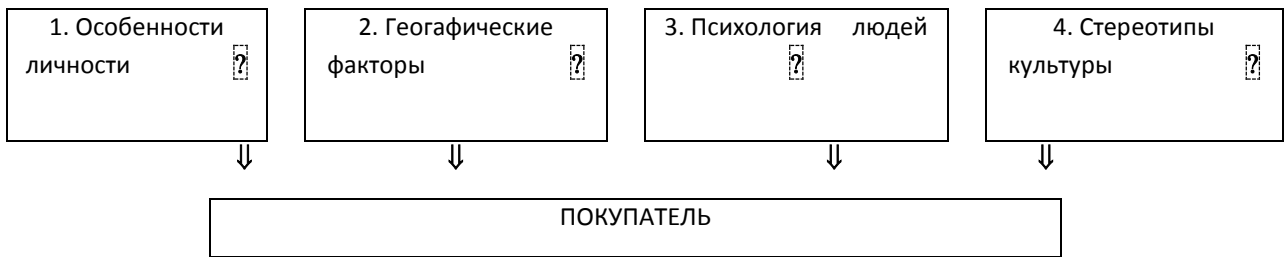 1. Особенности
личности ?
2. Геогафические
факторы ?
3. Психология людей
?
4. Стереотипы
культуры ?
⇓ ⇓ ⇓ ⇓
ПОКУПАТЕЛЬ